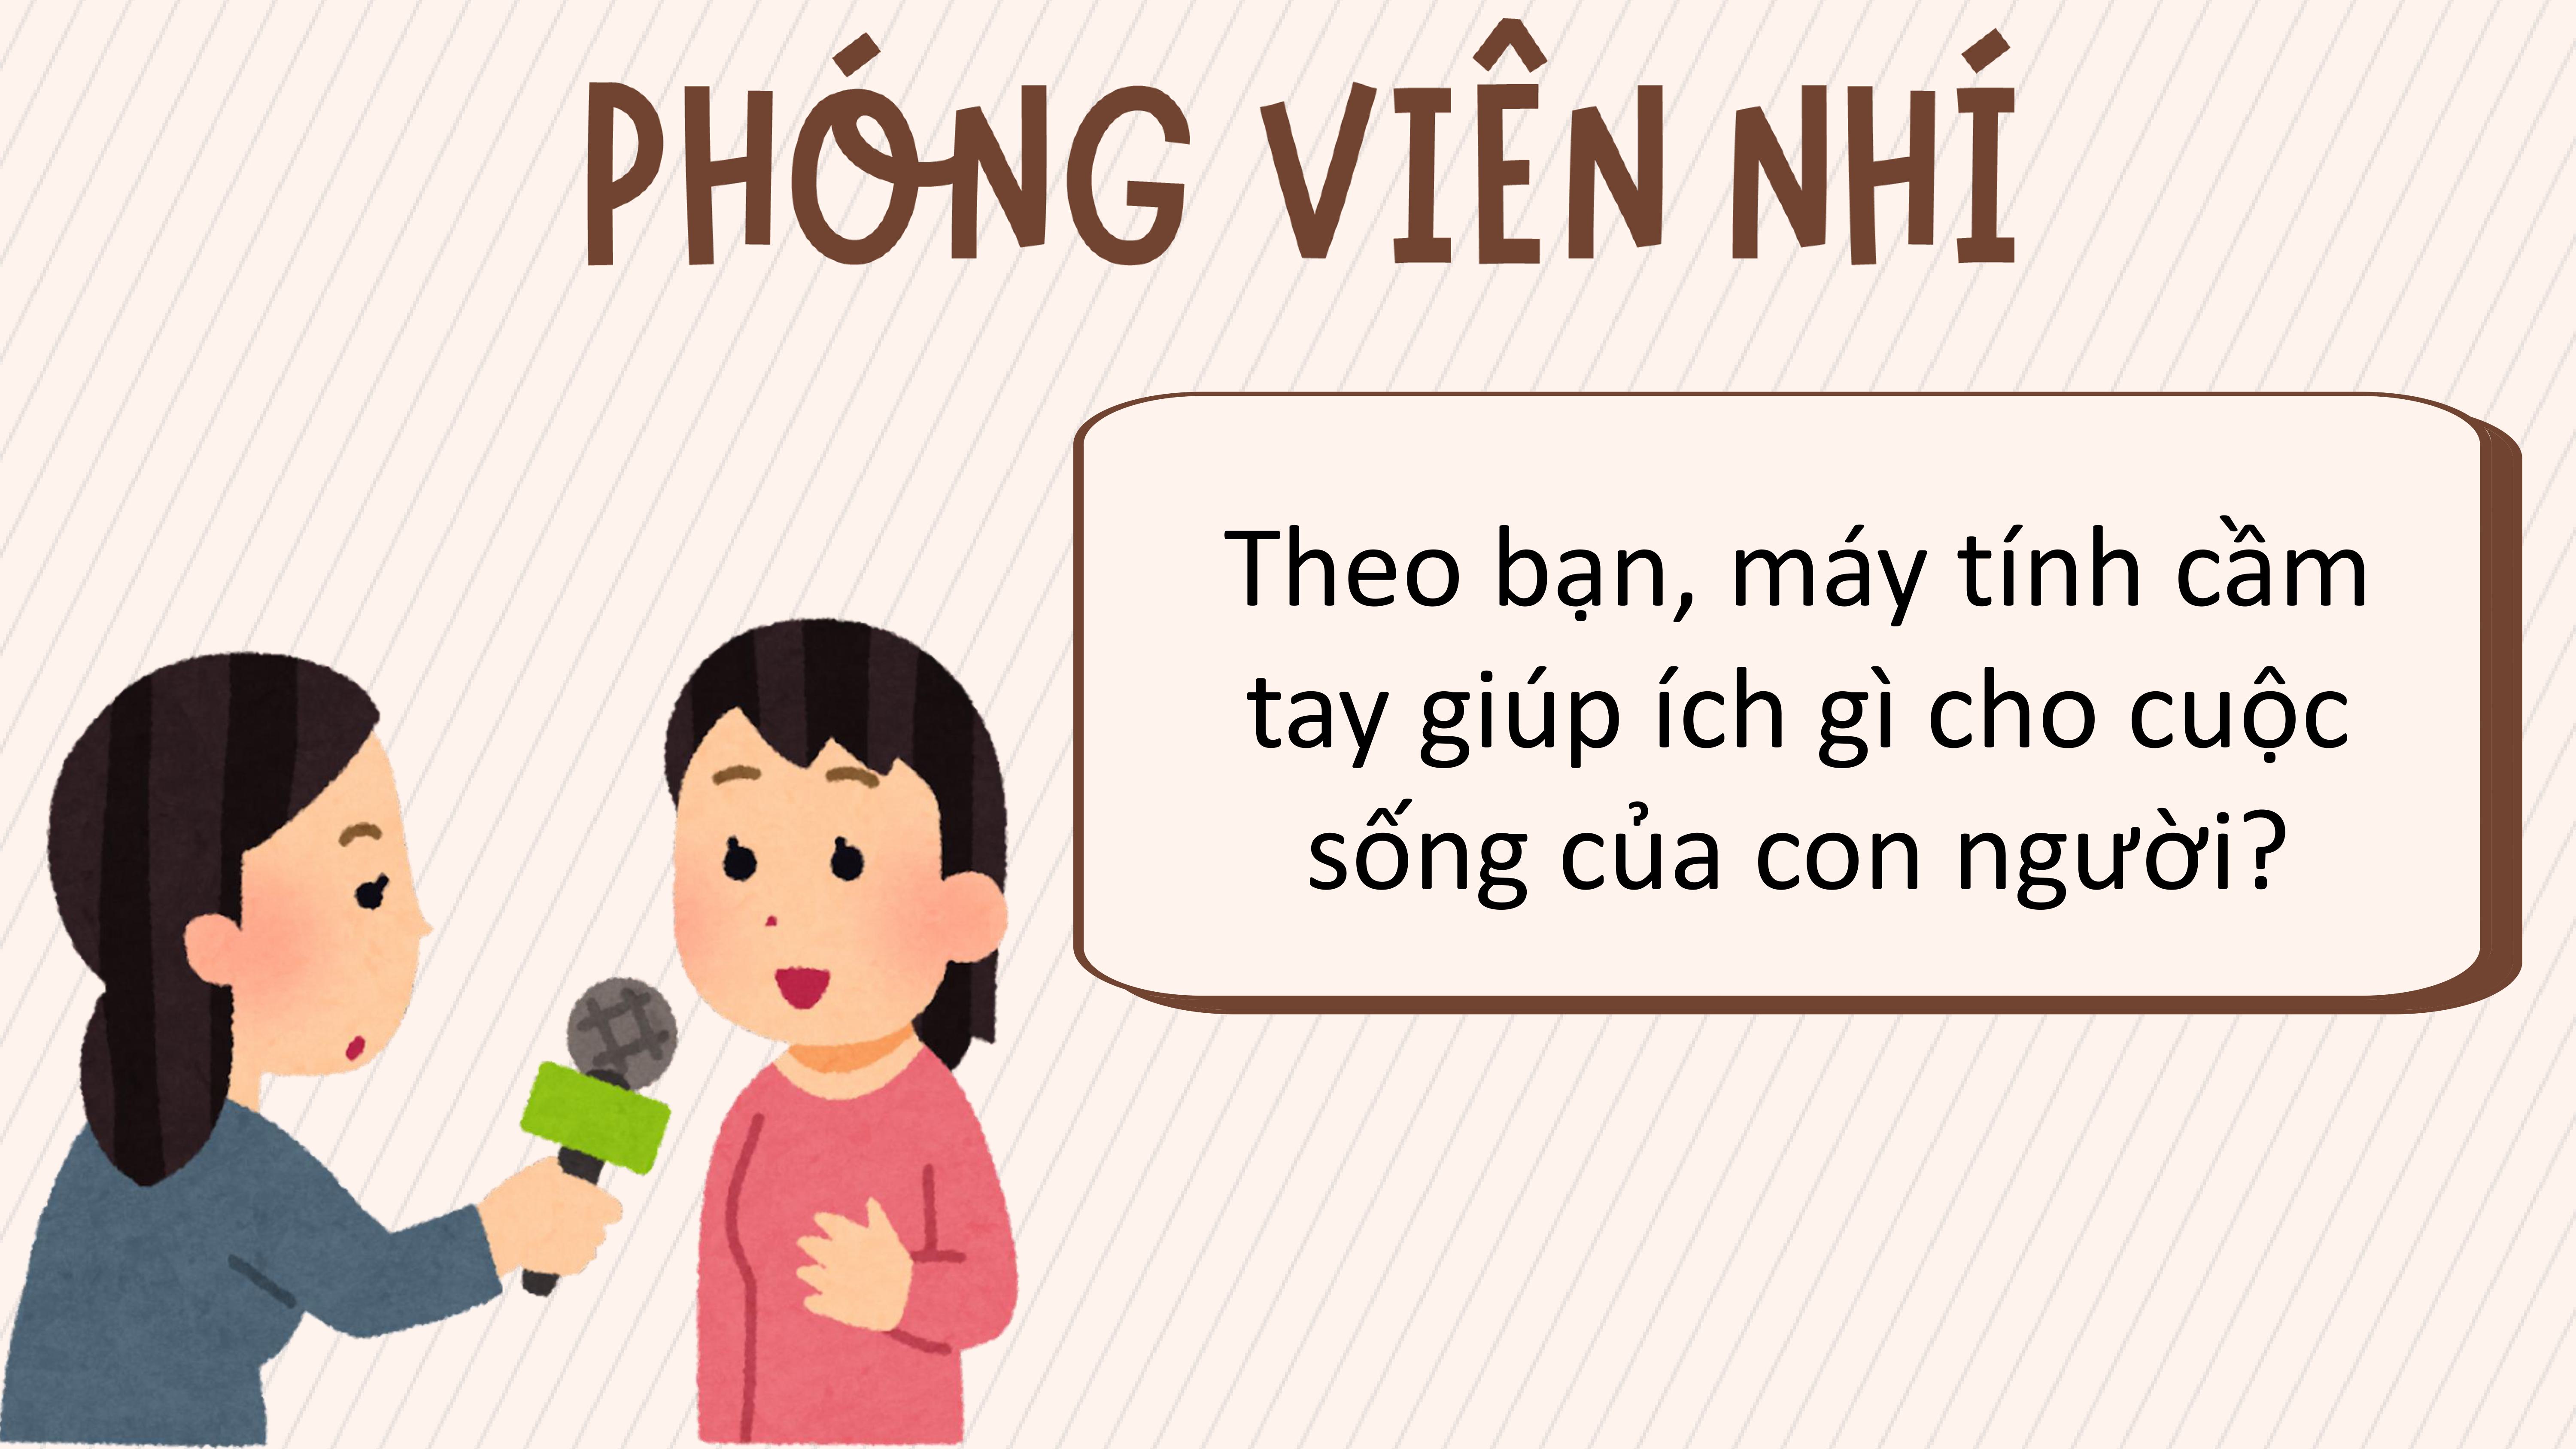 PHÓNG VIÊN NHÍ
Theo bạn, máy tính cầm
tay giúp ích gì cho cuộc
sống của con người?